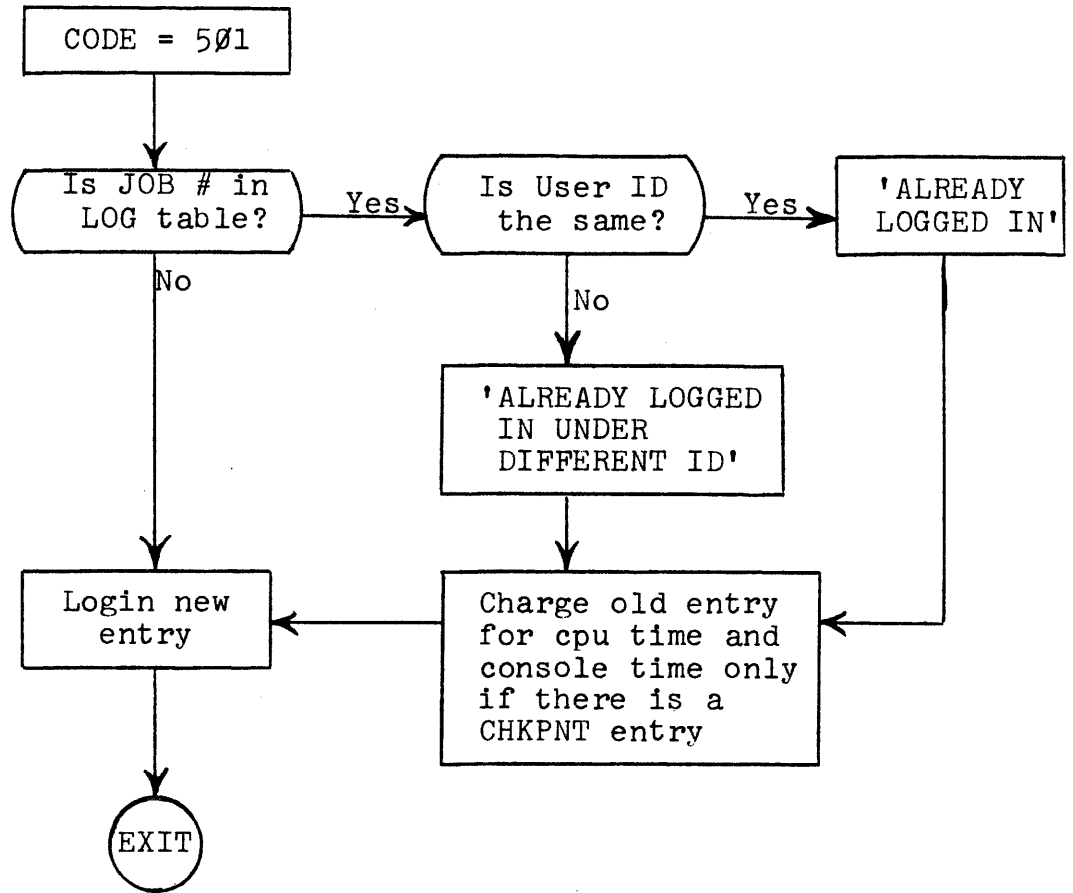 CODE = 5Ø1
Is JOB # in
LOG table?
Yes
Is User ID
the same?
Yes
'ALREADY
LOGGED IN'
No
No
'ALREADY LOGGED
IN UNDER
DIFFERENT ID'
Login new
entry
Charge old entry
for cpu time and
console time only
if there is a
CHKPNT entry
EXIT